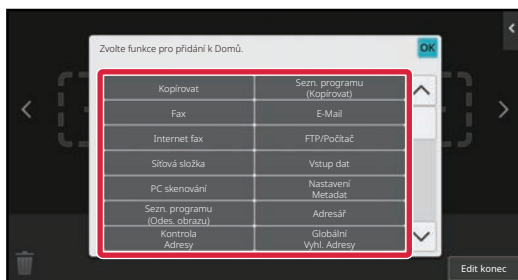 Zvolte funkce pro přidání k Domů.
OK
Kopírovat
Sezn. programu
(Kopírovat)
Fax
E-Mail
Internet fax
FTP/Počítač
Síťová složka
Vstup dat
PC skenování
Nastavení
Metadat
Sezn. programu
(Odes. obrazu)
Adresář
Kontrola
Adresy
Globální
Vyhl. Adresy
Edit konec